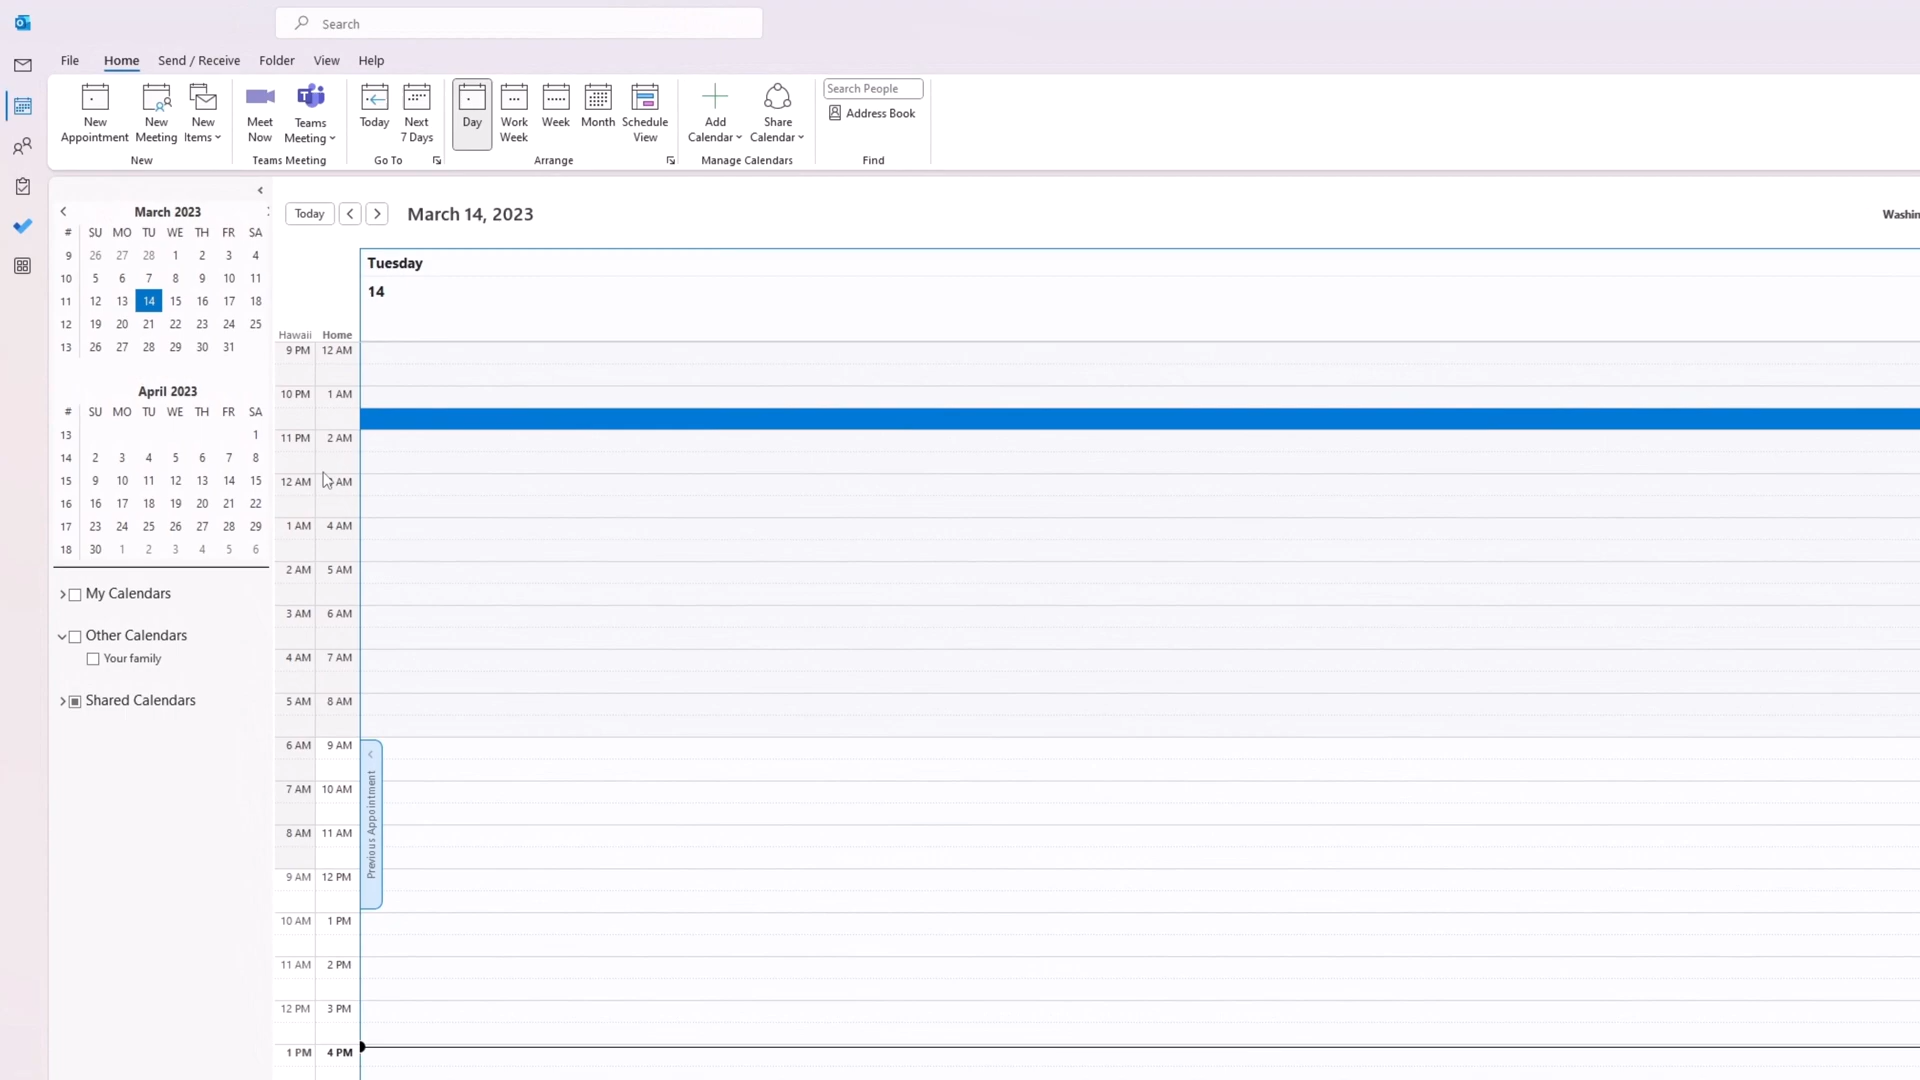 Search
File Home Send / Receive Folder View Help
New Appointment
New Meeting
New Items
New
Meet Now
Teams Meeting
Teams Meeting
Today
Next 7 Days
Go To
Day
Work Week
Week
Month
Schedule View
Arrange
Add Calendar
Share Calendar
Manage Calendars
Search People
Address Book
Find
March 2023
# SU MO TU WE TH FR SA
9 26 27 28 1 2 3 4
10 5 6 7 8 9 10 11
11 12 13 14 15 16 17 18
12 19 20 21 22 23 24 25
13 26 27 28 29 30 31
April 2023
# SU MO TU WE TH FR SA
13 1
14 2 3 4 5 6 7 8
15 9 10 11 12 13 14 15
16 16 17 18 19 20 21 22
17 23 24 25 26 27 28 29
18 30 1 2 3 4 5 6
My Calendars
Other Calendars
Your family
Shared Calendars
Today March 14, 2023
Tuesday
14
Hawaii Home
9 PM 12 AM
10 PM 1 AM
11 PM 2 AM
12 AM AM
1 AM 4 AM
2 AM 5 AM
3 AM 6 AM
4 AM 7 AM
5 AM 8 AM
6 AM 9 AM
7 AM 10 AM
8 AM 11 AM
9 AM 12 PM
10 AM 1 PM
11 AM 2 PM
12 PM 3 PM
1 PM 4 PM
Previous Appointment